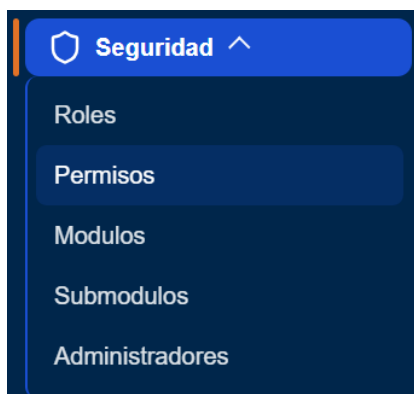 Seguridad
Roles
Permisos
Modulos
Submodulos
Administradores